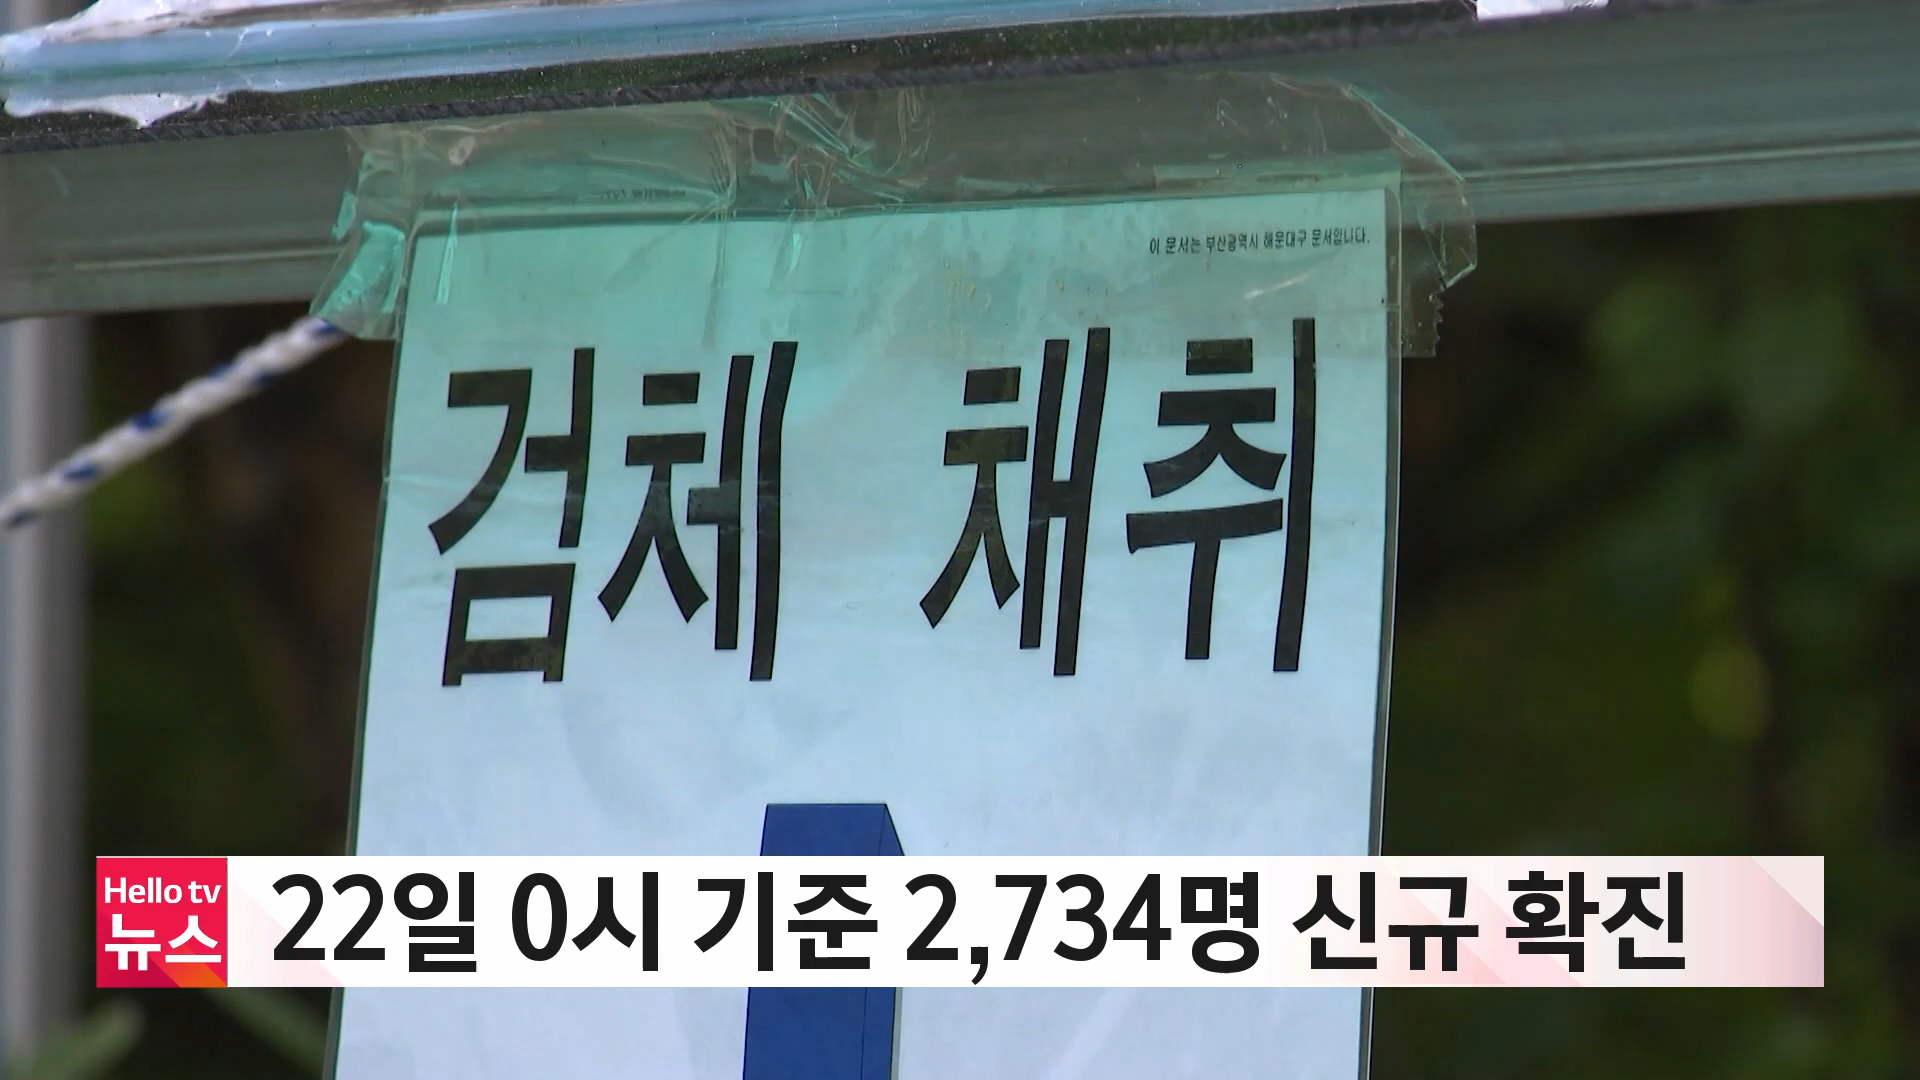 이 문서는 부산광역시 해운대구 문서입니다.
검체 채취
Hello tv
뉴스
22일 0시 기준 2,734명 신규 확진